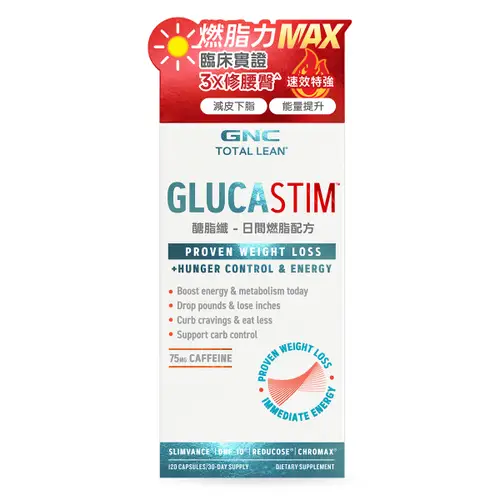 燃脂力MAX
臨床實證
3X修腰臀^
速效特強
減皮下脂
能量提升
GNC
TOTAL LEAN®
GLUCASTIM™
醣脂纖 - 日間燃脂配方
PROVEN WEIGHT LOSS
+HUNGER CONTROL & ENERGY
• Boost energy & metabolism today
• Drop pounds & lose inches
• Curb cravings & eat less
• Support carb control
75MG CAFFEINE
PROVEN WEIGHT LOSS
IMMEDIATE ENERGY
REDUCOSE® | CHROMAX®
120 CAPSULES/30-DAY SUPPLY
DIETARY SUPPLEMENT